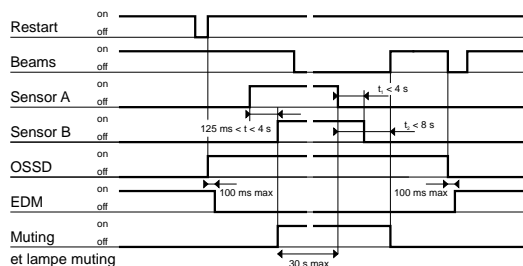 on
Restart
off
on
Beams
off
on
Sensor A
off
t₁ < 4 s
on
125 ms < t < 4 s
t₂ < 8 s
Sensor B
off
on
OSSD
off
100 ms max
100 ms max
on
EDM
off
on
Muting
off
et lampe muting
30 s max